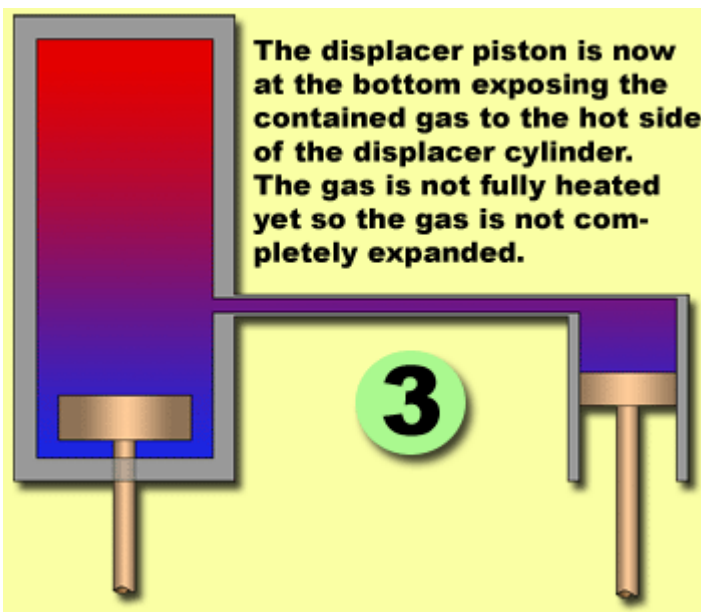 The displacer piston is now
at the bottom exposing the
contained gas to the hot side
of the displacer cylinder.
The gas is not fully heated
yet so the gas is not com-
pletely expanded.
3